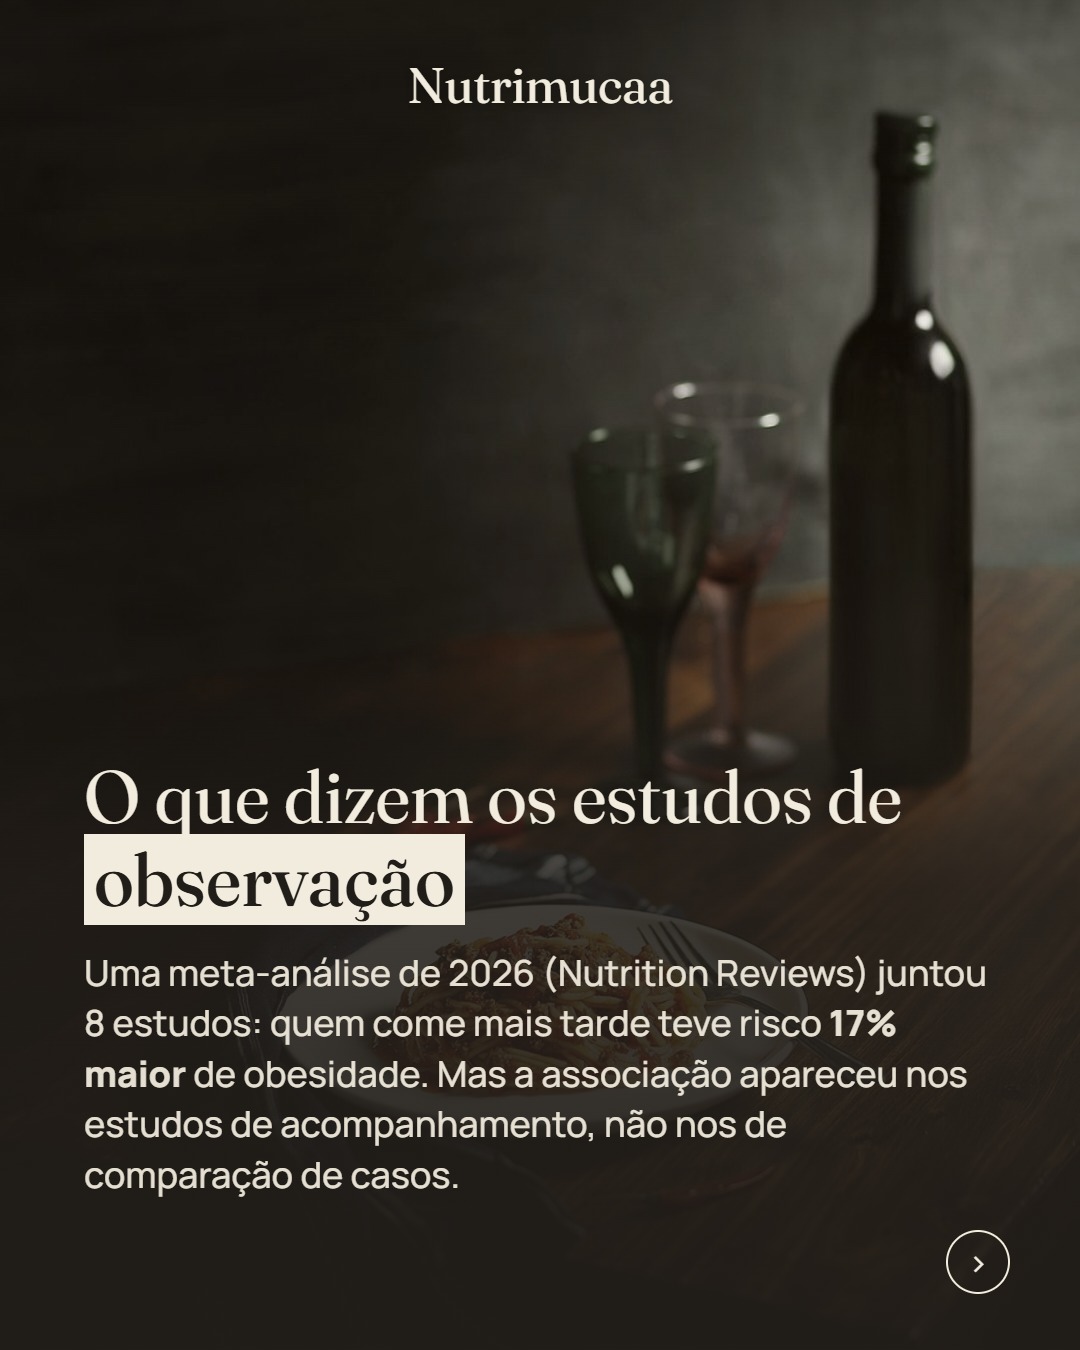 Nutrimucaa
O que dizem os estudos de
observação
Uma meta-análise de 2026 (Nutrition Reviews) juntou
8 estudos: quem come mais tarde teve risco 17%
maior de obesidade. Mas a associação apareceu nos
estudos de acompanhamento, não nos de
comparação de casos.